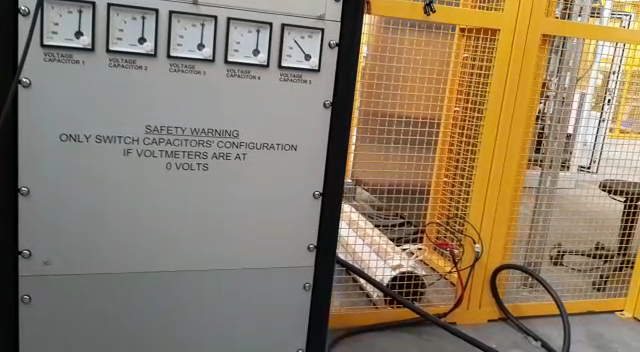 VOLTAGE
CAPACITOR 1
VOLTAGE
CAPACITOR 2
VOLTAGE
CAPACITOR 3
VOLTAGE
CAPACITOR 4
VOLTAGE
CAPACITOR 5
SAFETY WARNING
ONLY SWITCH CAPACITORS' CONFIGURATION
IF VOLTMETERS ARE AT
0 VOLTS